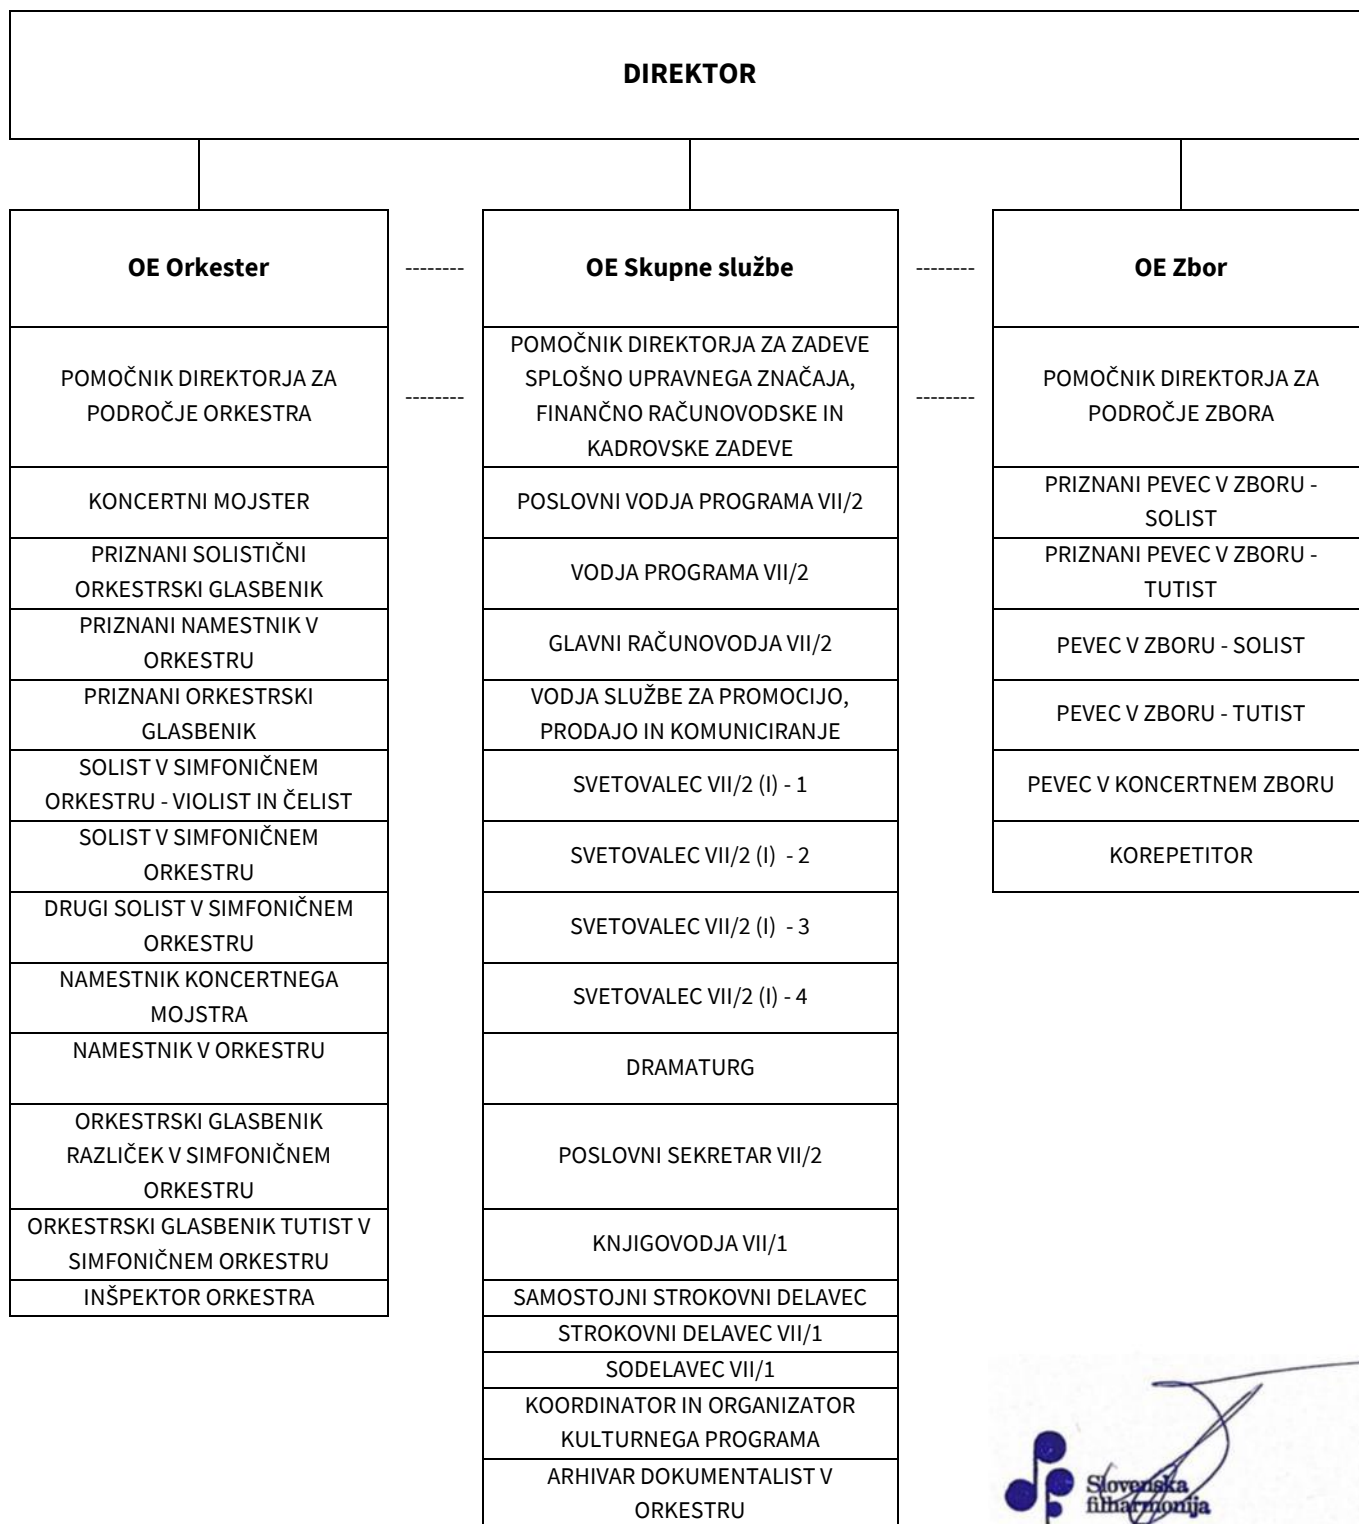 DIREKTOR
OE Orkester
--------
OE Skupne službe
--------
OE Zbor
POMOČNIK DIREKTORJA ZA
PODROČJE ORKESTRA
--------
POMOČNIK DIREKTORJA ZA ZADEVE
SPLOŠNO UPRAVNEGA ZNAČAJA,
FINANČNO RAČUNOVODSKE IN
KADROVSKE ZADEVE
--------
POMOČNIK DIREKTORJA ZA
PODROČJE ZBORA
KONCERTNI MOJSTER
PRIZNANI SOLISTIČNI
ORKESTRSKI GLASBENIK
PRIZNANI NAMESTNIK V
ORKESTRU
PRIZNANI ORKESTRSKI
GLASBENIK
SOLIST V SIMFONIČNEM
ORKESTRU - VIOLIST IN ČELIST
SOLIST V SIMFONIČNEM
ORKESTRU
DRUGI SOLIST V SIMFONIČNEM
ORKESTRU
NAMESTNIK KONCERTNEGA
MOJSTRA
NAMESTNIK V ORKESTRU
ORKESTRSKI GLASBENIK
RAZLIČEK V SIMFONIČNEM
ORKESTRU
ORKESTRSKI GLASBENIK TUTIST V
SIMFONIČNEM ORKESTRU
INŠPEKTOR ORKESTRA
POSLOVNI VODJA PROGRAMA VII/2
VODJA PROGRAMA VII/2
GLAVNI RAČUNOVODJA VII/2
VODJA SLUŽBE ZA PROMOCIJO,
PRODAJO IN KOMUNICIRANJE
SVETOVALEC VII/2 (I) - 1
SVETOVALEC VII/2 (I)  - 2
SVETOVALEC VII/2 (I)  - 3
SVETOVALEC VII/2 (I) - 4
DRAMATURG
POSLOVNI SEKRETAR VII/2
KNJIGOVODJA VII/1
SAMOSTOJNI STROKOVNI DELAVEC
STROKOVNI DELAVEC VII/1
SODELAVEC VII/1
KOORDINATOR IN ORGANIZATOR
KULTURNEGA PROGRAMA
ARHIVAR DOKUMENTALIST V
ORKESTRU
PRIZNANI PEVEC V ZBORU -
SOLIST
PRIZNANI PEVEC V ZBORU -
TUTIST
PEVEC V ZBORU - SOLIST
PEVEC V ZBORU - TUTIST
PEVEC V KONCERTNEM ZBORU
KOREPETITOR
Slovenska
filharmonija